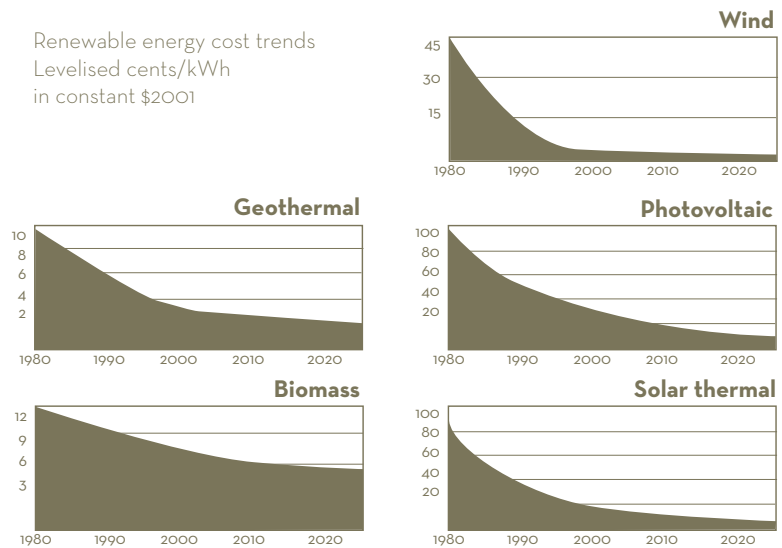 Renewable energy cost trends
Levelised cents/kWh
in constant $2001
Wind
45
30
15
1980 1990 2000 2010 2020
Geothermal
10
8
6
4
2
1980 1990 2000 2010 2020
Photovoltaic
100
80
60
40
20
1980 1990 2000 2010 2020
Biomass
12
9
6
3
1980 1990 2000 2010 2020
Solar thermal
100
80
60
40
20
1980 1990 2000 2010 2020